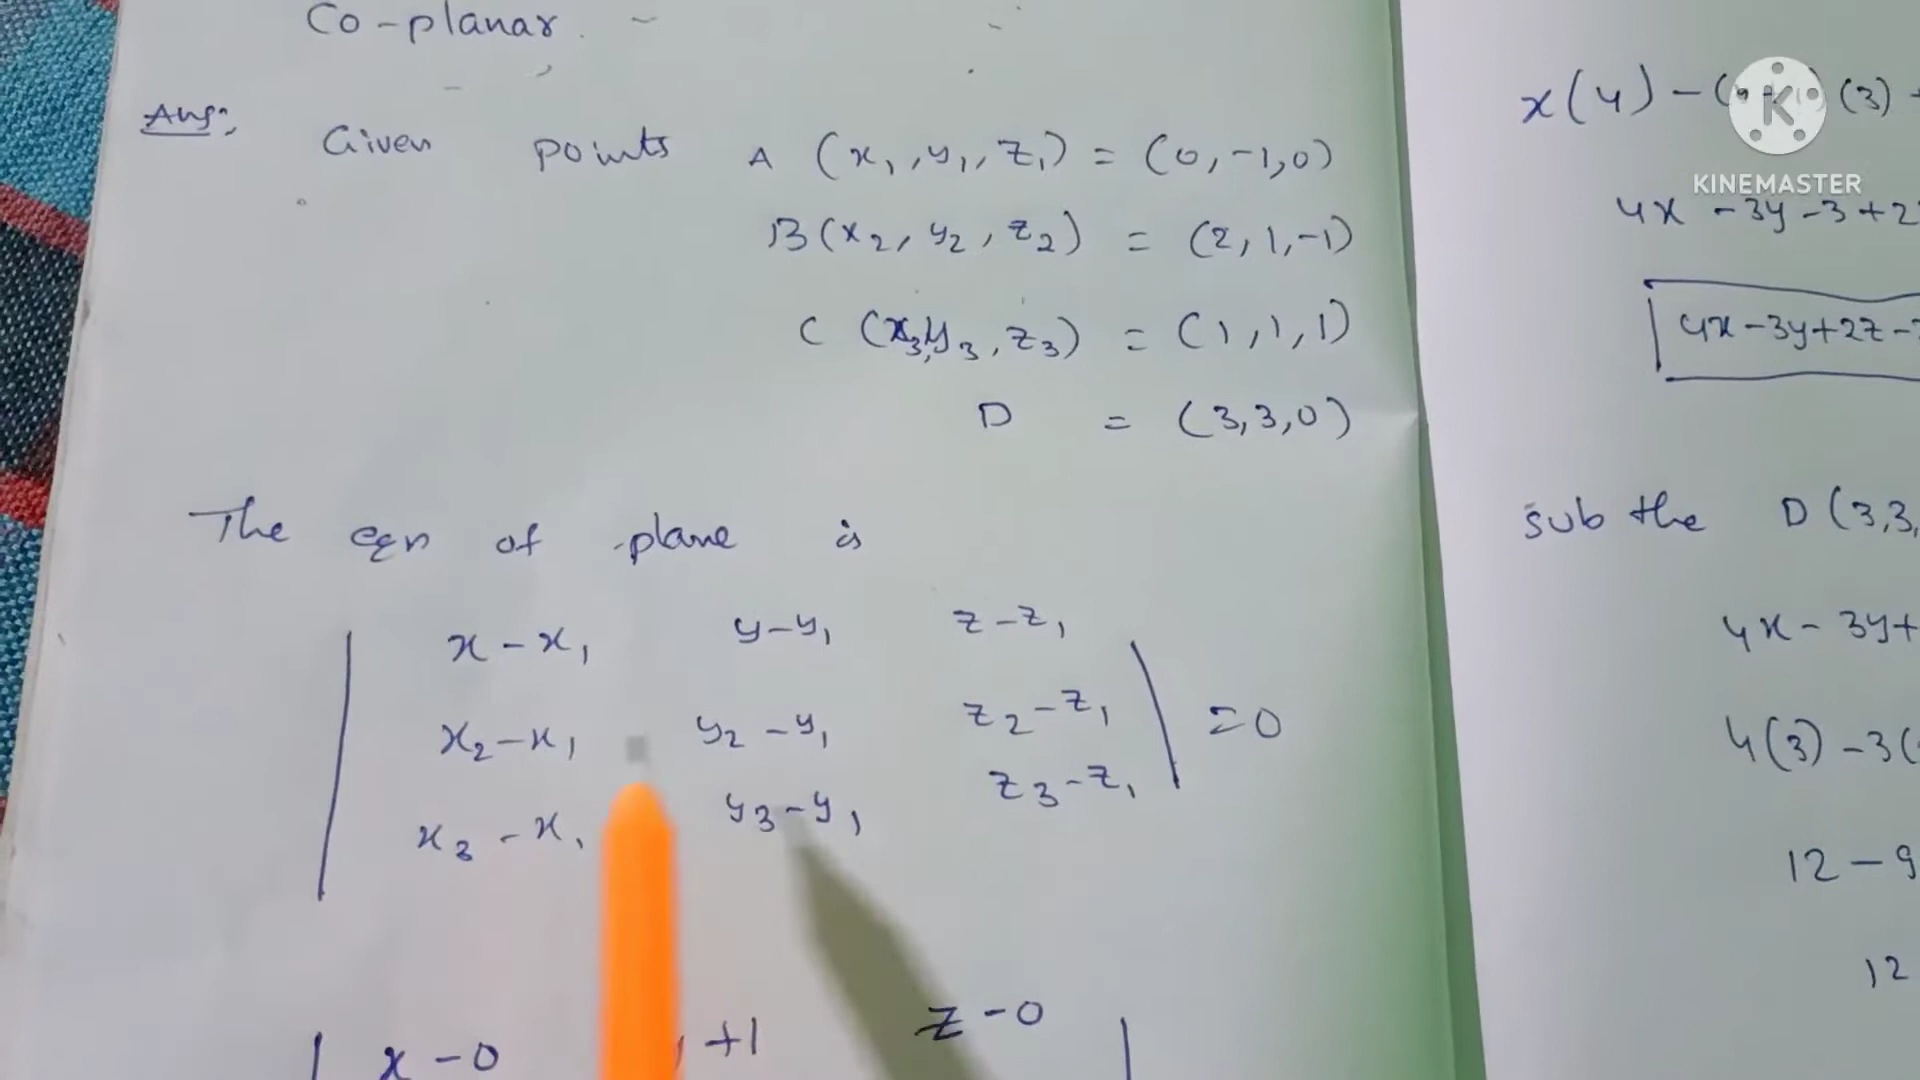 Co-planar
Ans:
Given points A (x₁, y₁, z₁) = (0, -1, 0)
B (x₂, y₂, z₂) = (2, 1, -1)
C (x₃, y₃, z₃) = (1, 1, 1)
D = (3, 3, 0)
The eqn of plane is
| x - x₁ y - y₁ z - z₁ |
| x₂ - x₁ y₂ - y₁ z₂ - z₁ | = 0
| x₃ - x₁ y₃ - y₁ z₃ - z₁ |
| x - 0 +1 z - 0 |
x(4) - ( (3) +
KINEMASTER
4x - 3y - 3 + 2
4x - 3y + 2z -
sub the D (3, 3,
4x - 3y +
4(3) - 3(
12 - 9
12